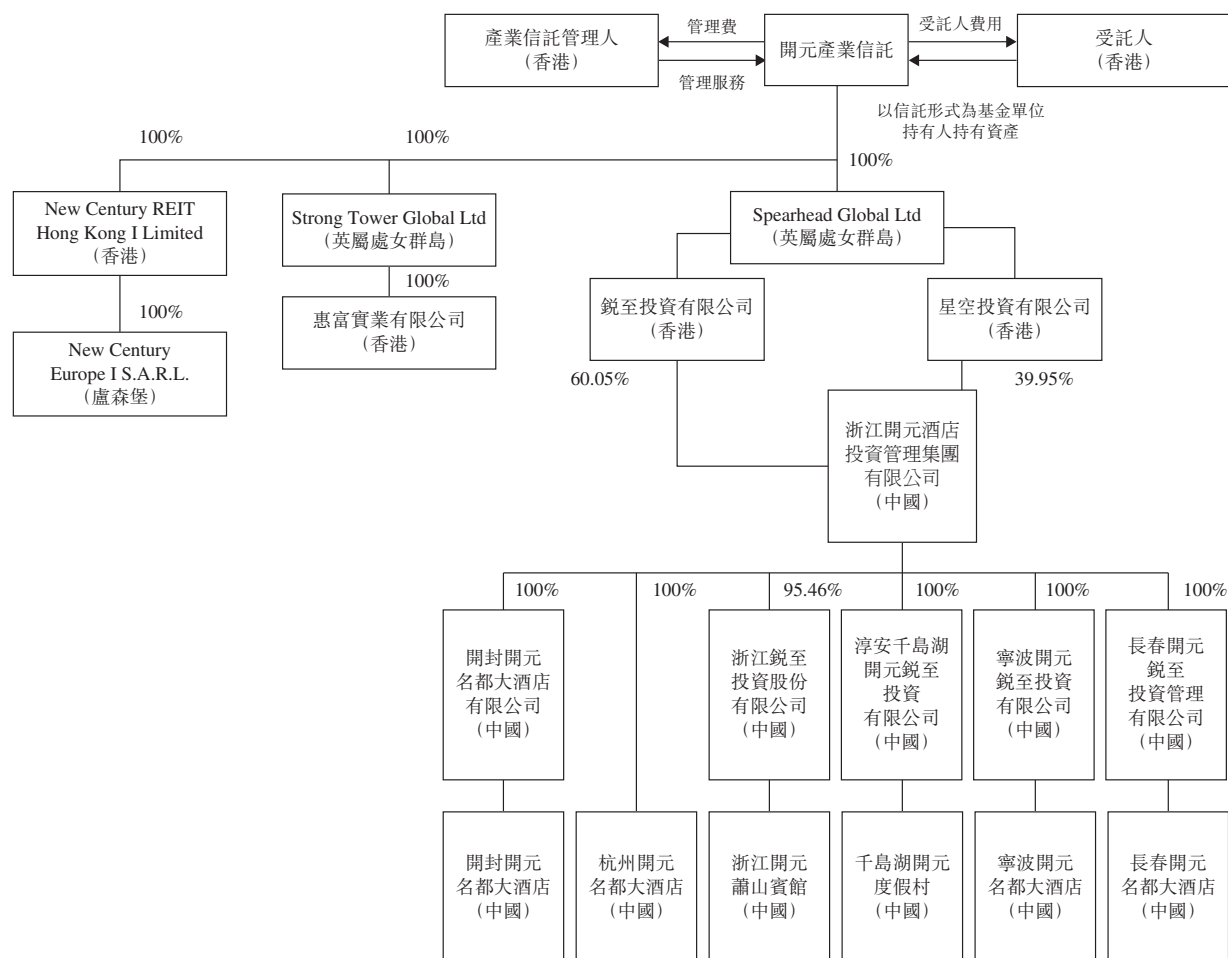 產業信託管理人
（香港）
管理費
管理服務
開元產業信託
受託人費用
受託人
（香港）
以信託形式為基金單位
持有人持有資產
100%
100%
100%
New Century REIT
Hong Kong I Limited
（香港）
Strong Tower Global Ltd
（英屬處女群島）
Spearhead Global Ltd
（英屬處女群島）
100%
100%
New Century
Europe I S.A.R.L.
（盧森堡）
惠富實業有限公司
（香港）
銳至投資有限公司
（香港）
星空投資有限公司
（香港）
60.05%
39.95%
浙江開元酒店
投資管理集團
有限公司
（中國）
100%
100%
95.46%
100%
100%
100%
開封開元
名都大酒店
有限公司
（中國）
浙江銳至
投資股份
有限公司
（中國）
淳安千島湖
開元銳至
投資
有限公司
（中國）
寧波開元
銳至投資
有限公司
（中國）
長春開元
銳至
投資管理
有限公司
（中國）
開封開元
名都大酒店
（中國）
杭州開元
名都大酒店
（中國）
浙江開元
蕭山賓館
（中國）
千島湖開元
度假村
（中國）
寧波開元
名都大酒店
（中國）
長春開元
名都大酒店
（中國）